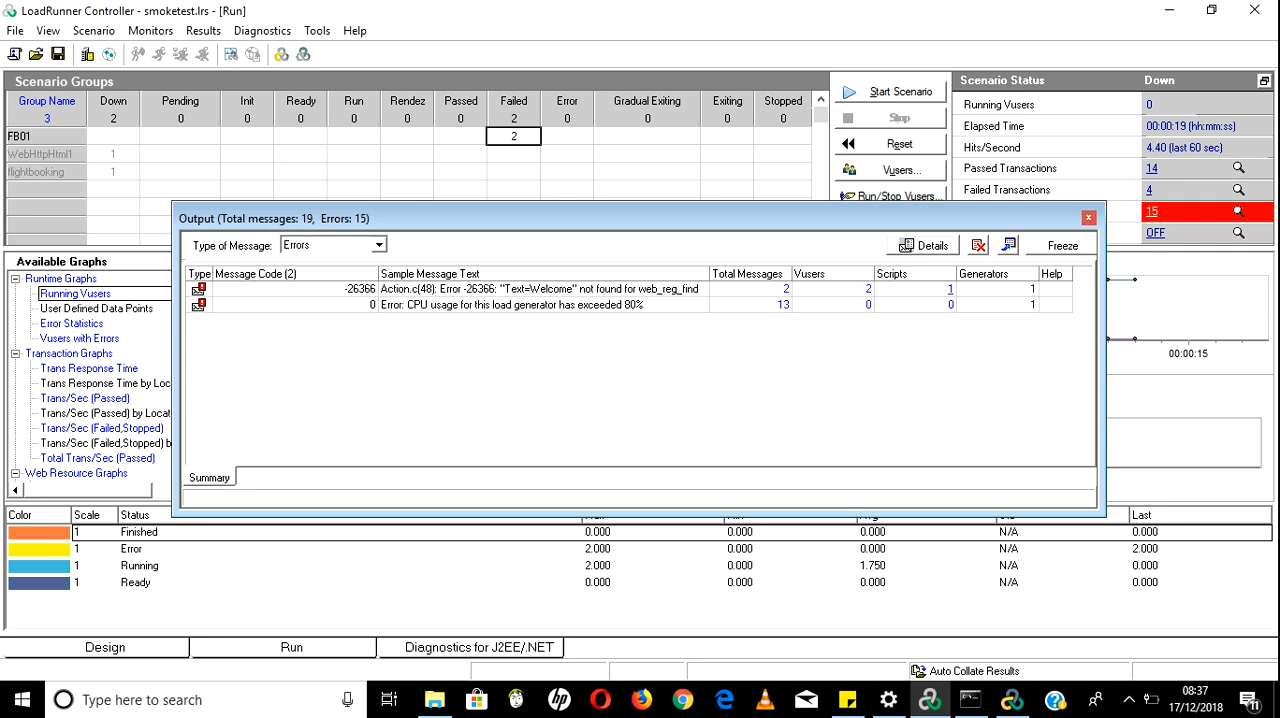 LoadRunner Controller - smoketest.lrs - [Run]
File View Scenario Monitors Results Diagnostics Tools Help
Scenario Groups
Group Name Down Pending Init Ready Run Rendez Passed Failed Error Gradual Exiting Exiting Stopped
3 2 0 0 0 0 0 0 2 0 0 0 0
FB01 2
WebHttpHtml1 1
flightbooking 1
Start Scenario
Stop
Reset
Vusers...
Run/Stop Vusers...
Scenario Status Down
Running Vusers 0
Elapsed Time 00:00:19 (hh:mm:ss)
Hits/Second 4.40 (last 60 sec)
Passed Transactions 14
Failed Transactions 4
15
OFF
Output (Total messages: 19, Errors: 15)
Type of Message: Errors
Details Freeze
Type Message Code (2) Sample Message Text Total Messages Vusers Scripts Generators Help
-26366 Action.c(48): Error -26366: "Text=Welcome" not found for web_reg_find 2 2 1 1
0 Error: CPU usage for this load generator has exceeded 80% 13 0 0 1
Summary
Available Graphs
Runtime Graphs
Running Vusers
User Defined Data Points
Error Statistics
Vusers with Errors
Transaction Graphs
Trans Response Time
Trans Response Time by Locat
Trans/Sec (Passed)
Trans/Sec (Passed) by Locat
Trans/Sec (Failed,Stopped)
Trans/Sec (Failed,Stopped) b
Total Trans/Sec (Passed)
Web Resource Graphs
00:00:15
Color Scale Status Last
1 Finished 0.000 0.000 0.000 N/A 0.000
1 Error 2.000 0.000 0.000 N/A 2.000
1 Running 2.000 0.000 1.750 N/A 0.000
1 Ready 0.000 0.000 0.000 N/A 0.000
Design Run Diagnostics for J2EE/.NET
Auto Collate Results
Type here to search
hp
08:37
17/12/2018
11